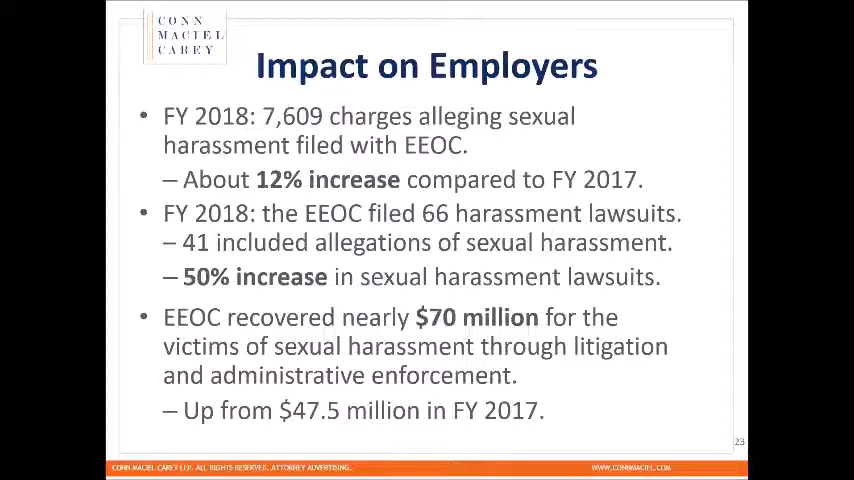 CONN
MACIEL
CAREY
Impact on Employers
• FY 2018: 7,609 charges alleging sexual
harassment filed with EEOC.
– About 12% increase compared to FY 2017.
• FY 2018: the EEOC filed 66 harassment lawsuits.
– 41 included allegations of sexual harassment.
– 50% increase in sexual harassment lawsuits.
• EEOC recovered nearly $70 million for the
victims of sexual harassment through litigation
and administrative enforcement.
– Up from $47.5 million in FY 2017.
23
CONN MACIEL CAREY LLP. ALL RIGHTS RESERVED. ATTORNEY ADVERTISING.
WWW.CONNMACIEL.COM